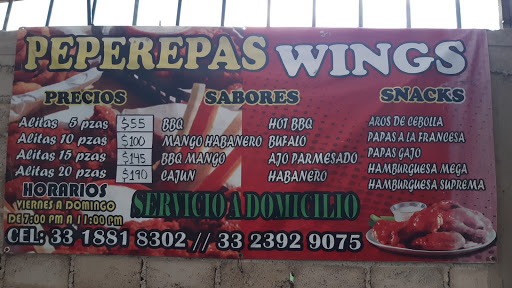 PEPEREPAS WINGS
PRECIOS
Alitas 5 pzas $55
Alitas 10 pzas $100
Alitas 15 pzas $145
Alitas 20 pzas $190
HORARIOS
VIERNES A DOMINGO
DE 7:00 PM A 11:00 PM
SABORES
BBQ HOT BBQ
MANGO HABANERO BUFALO
BBQ MANGO AJO PARMESADO
CAJUN HABANERO
SNACKS
AROS DE CEBOLLA
PAPAS A LA FRANCESA
PAPAS GAJO
HAMBURGUESA MEGA
HAMBURGUESA SUPREMA
SERVICIO A DOMICILIO
CEL: 33 1881 8302 // 33 2392 9075